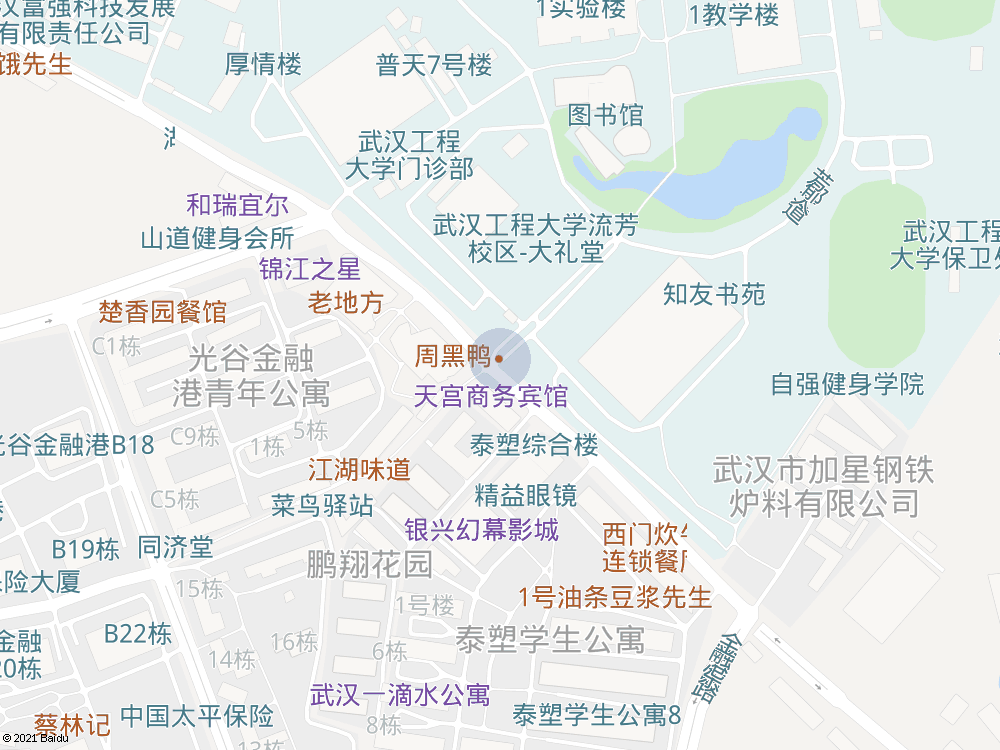 汉富强科技发展
有限责任公司
1实验楼
1教学楼
饿先生
厚情楼
普天7号楼
图书馆
武汉工程
大学门诊部
茅都道
和瑞宜尔
山道健身会所
武汉工程大学流芳
校区-大礼堂
武汉工程
大学保卫处
锦江之星
老地方
知友书苑
楚香园餐馆
C1栋
光谷金融
港青年公寓
周黑鸭
天宫商务宾馆
自强健身学院
C9栋
5栋
1栋
光谷金融港B18
泰塑综合楼
江湖味道
武汉市加星钢铁
炉料有限公司
C5栋
菜鸟驿站
精益眼镜
银兴幻幕影城
西门炊牛
连锁餐厅
B19栋
同济堂
鹏翔花园
保险大厦
15栋
1号楼
1号油条豆浆先生
B22栋
金融
20栋
16栋
6栋
泰塑学生公寓
14栋
金融港路
武汉一滴水公寓
蔡林记
中国太平保险
8栋
泰塑学生公寓8
13栋
© 2021 Baidu